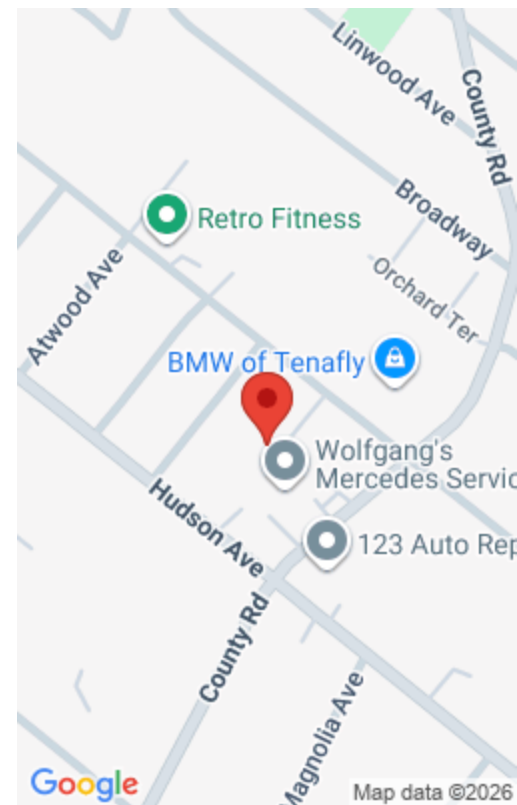 Linwood Ave
County Rd
Broadway
Retro Fitness
Orchard Ter
Atwood Ave
BMW of Tenafly
Wolfgang's
Mercedes Servic
123 Auto Rep
Hudson Ave
County Rd
Magnolia Ave
Google
Map data ©2026